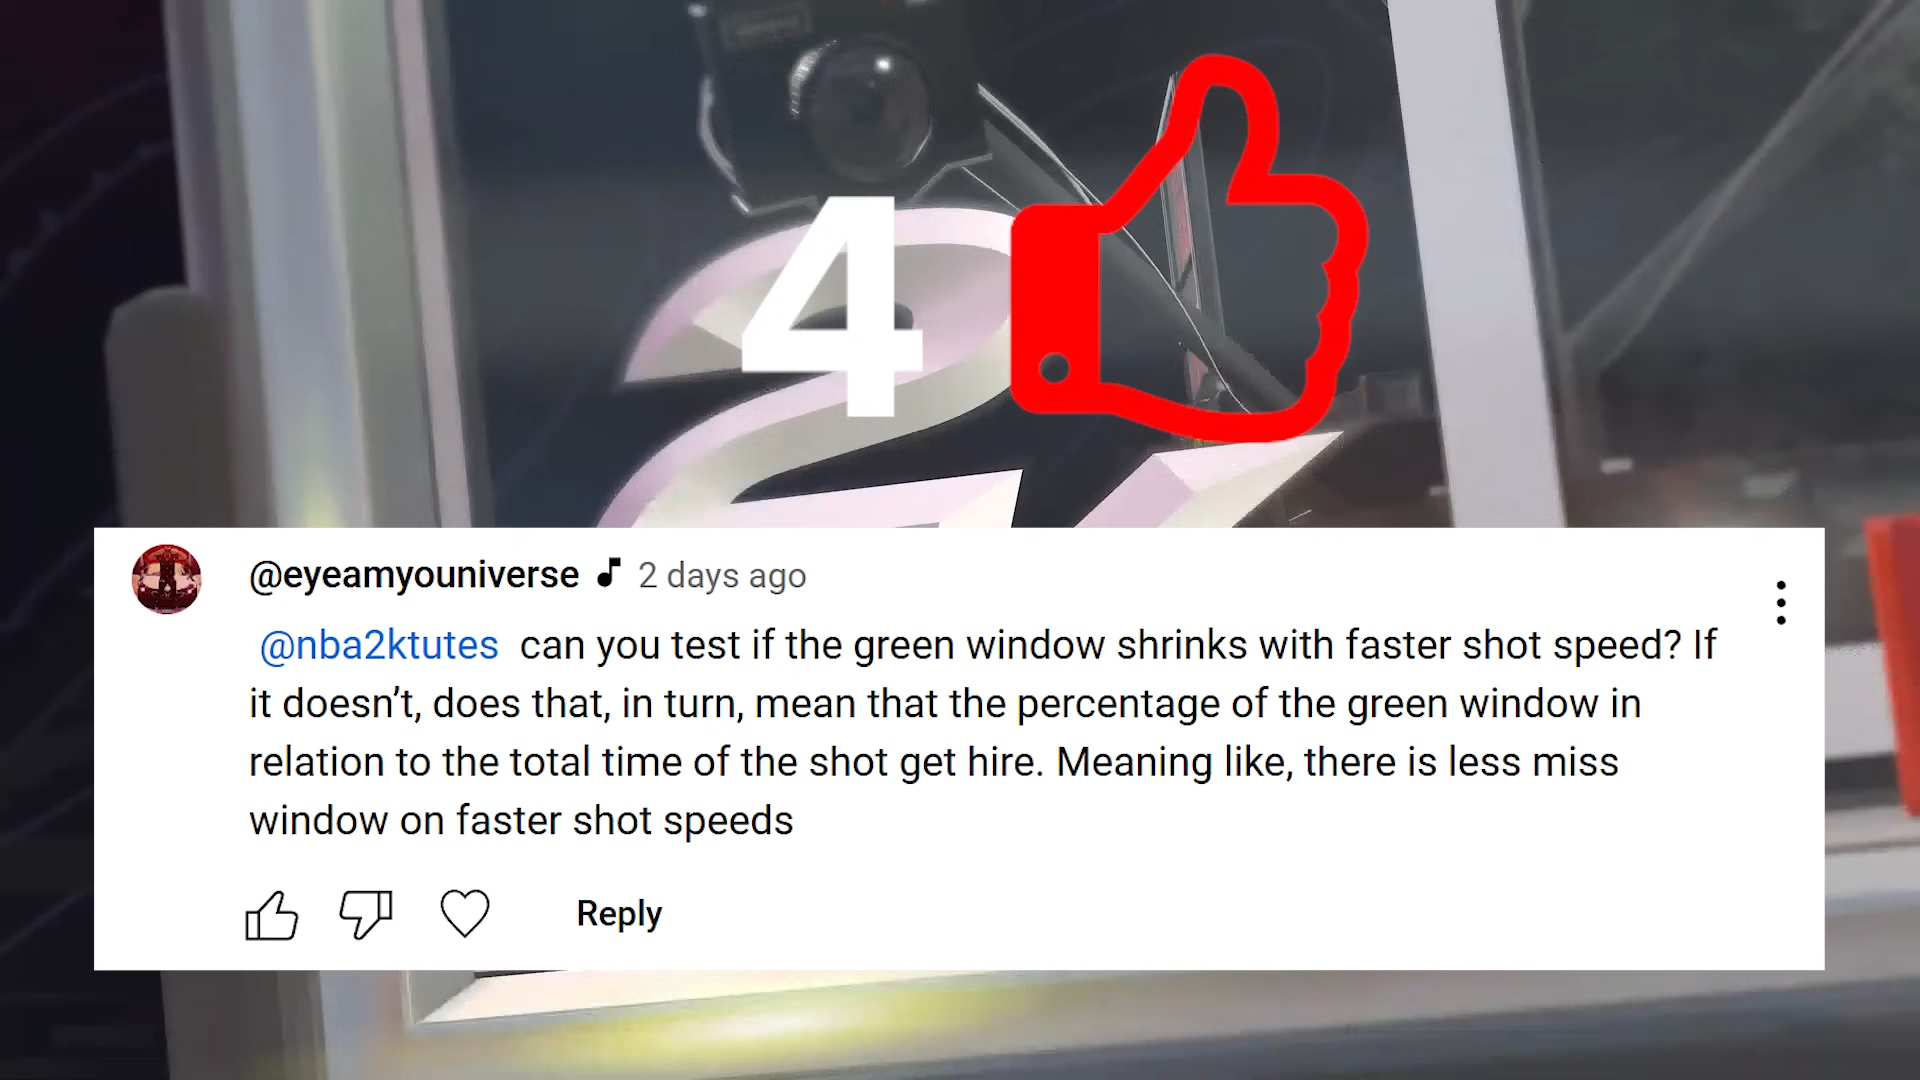 4
@eyeamyouniverse 2 days ago
@nba2ktutes can you test if the green window shrinks with faster shot speed? If
it doesn’t, does that, in turn, mean that the percentage of the green window in
relation to the total time of the shot get hire. Meaning like, there is less miss
window on faster shot speeds
Reply